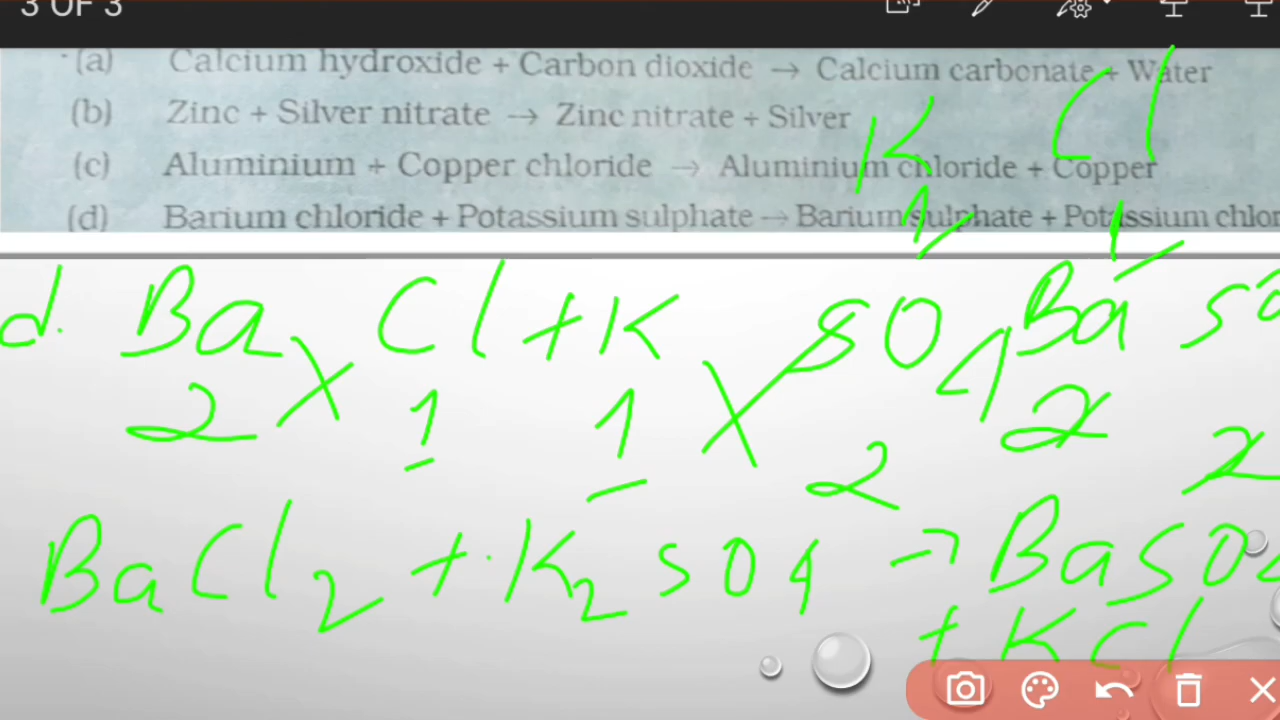 3 OF 3
(a) Calcium hydroxide + Carbon dioxide → Calcium carbonate + Water
(b) Zinc + Silver nitrate → Zinc nitrate + Silver
(c) Aluminium + Copper chloride → Aluminium chloride + Copper
(d) Barium chloride + Potassium sulphate → Barium sulphate + Potassium chlor
K Cl
1 1
d. Ba Cl + K SO4 Ba SO
2 1 1 2 2 2
BaCl2 + K2SO4 → BaSO4
+ KCl